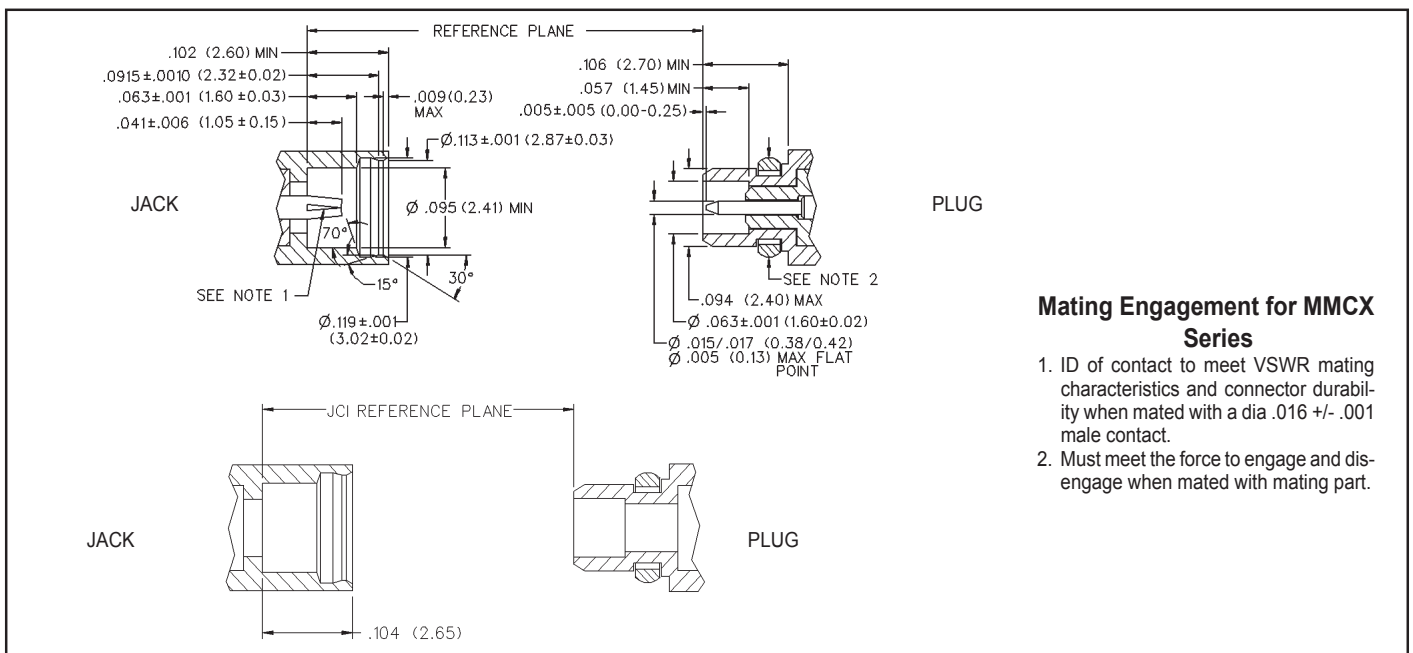 REFERENCE PLANE
.102 (2.60) MIN
.0915±.0010 (2.32±0.02)
.063±.001 (1.60 ±0.03)
.041±.006 (1.05 ± 0.15)
.009(0.23)
MAX
Ø.113±.001 (2.87±0.03)
.106 (2.70) MIN
.057 (1.45) MIN
.005±.005 (0.00-0.25)
JACK
Ø .095 (2.41) MIN
70°
15°
30°
SEE NOTE 1
Ø.119±.001
(3.02±0.02)
PLUG
SEE NOTE 2
.094 (2.40) MAX
Ø .063±.001 (1.60±0.02)
Ø .015/.017 (0.38/0.42)
Ø .005 (0.13) MAX FLAT
POINT
Mating Engagement for MMCX
Series
1. ID of contact to meet VSWR mating
characteristics and connector durabil-
ity when mated with a dia .016 +/- .001
male contact.
2. Must meet the force to engage and dis-
engage when mated with mating part.
JCI REFERENCE PLANE
JACK
PLUG
.104 (2.65)